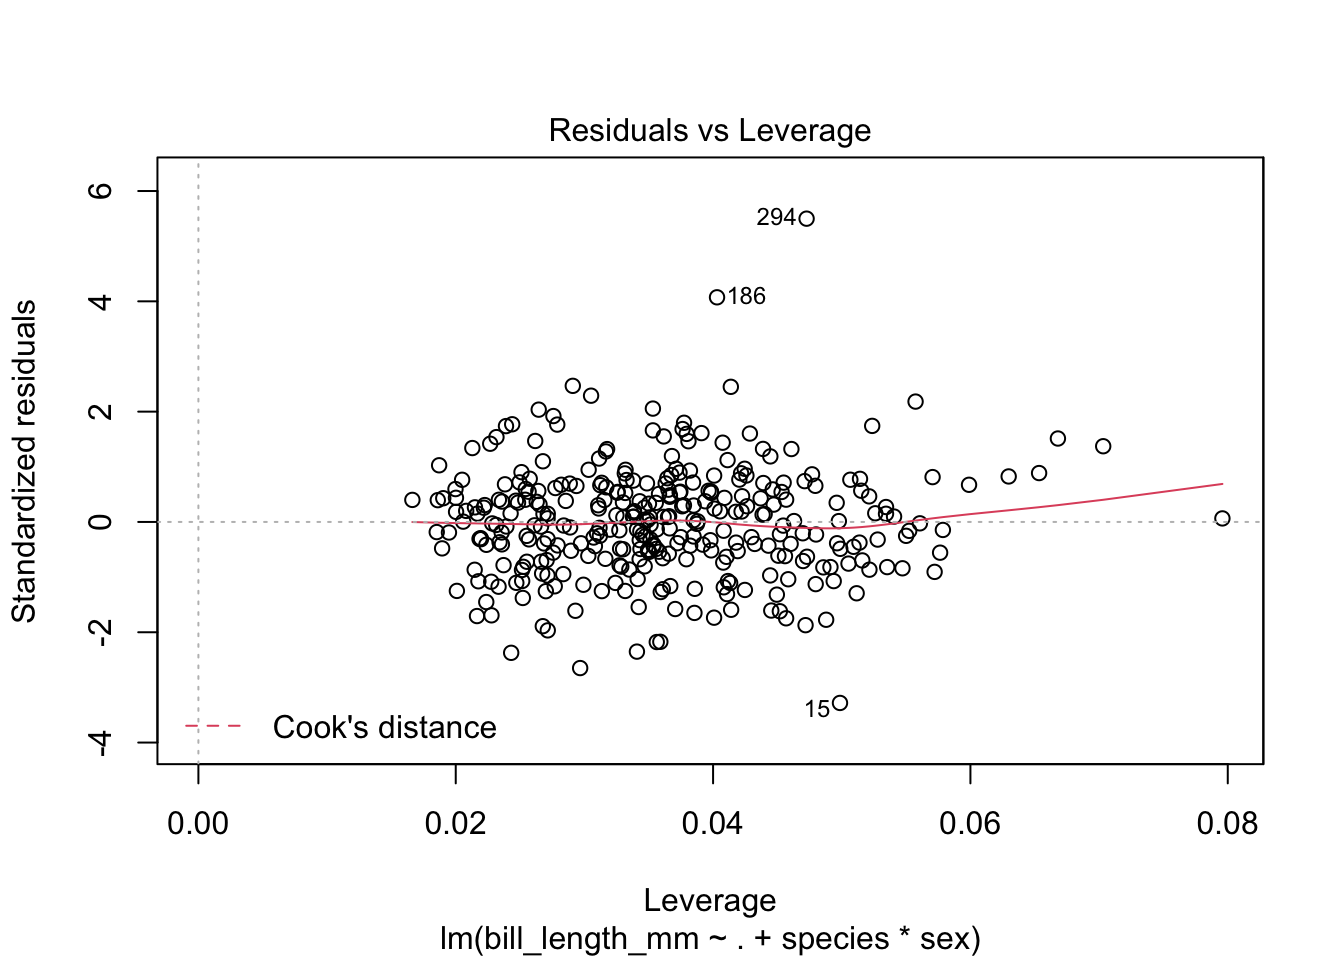 Residuals vs Leverage
Standardized residuals
6
4
2
0
-2
-4
294
186
15
Cook's distance
0.00 0.02 0.04 0.06 0.08
Leverage
lm(bill_length_mm ~ . + species * sex)